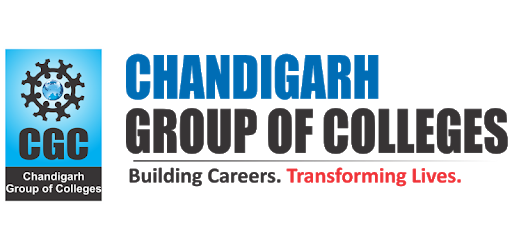 CGC
Chandigarh
Group of Colleges
CHANDIGARH
GROUP OF COLLEGES
Building Careers. Transforming Lives.